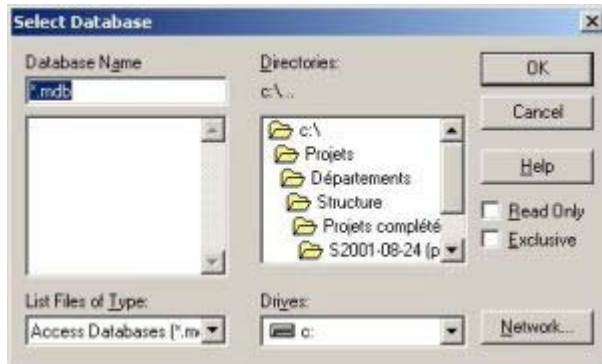 Select Database
Database Name
*.mdb
List Files of Type:
Access Databases (*.m
Directories:
c:\...
c:\
Projets
Départements
Structure
Projets complété
S2001-08-24 (p
Drives:
c:
OK
Cancel
Help
Read Only
Exclusive
Network...